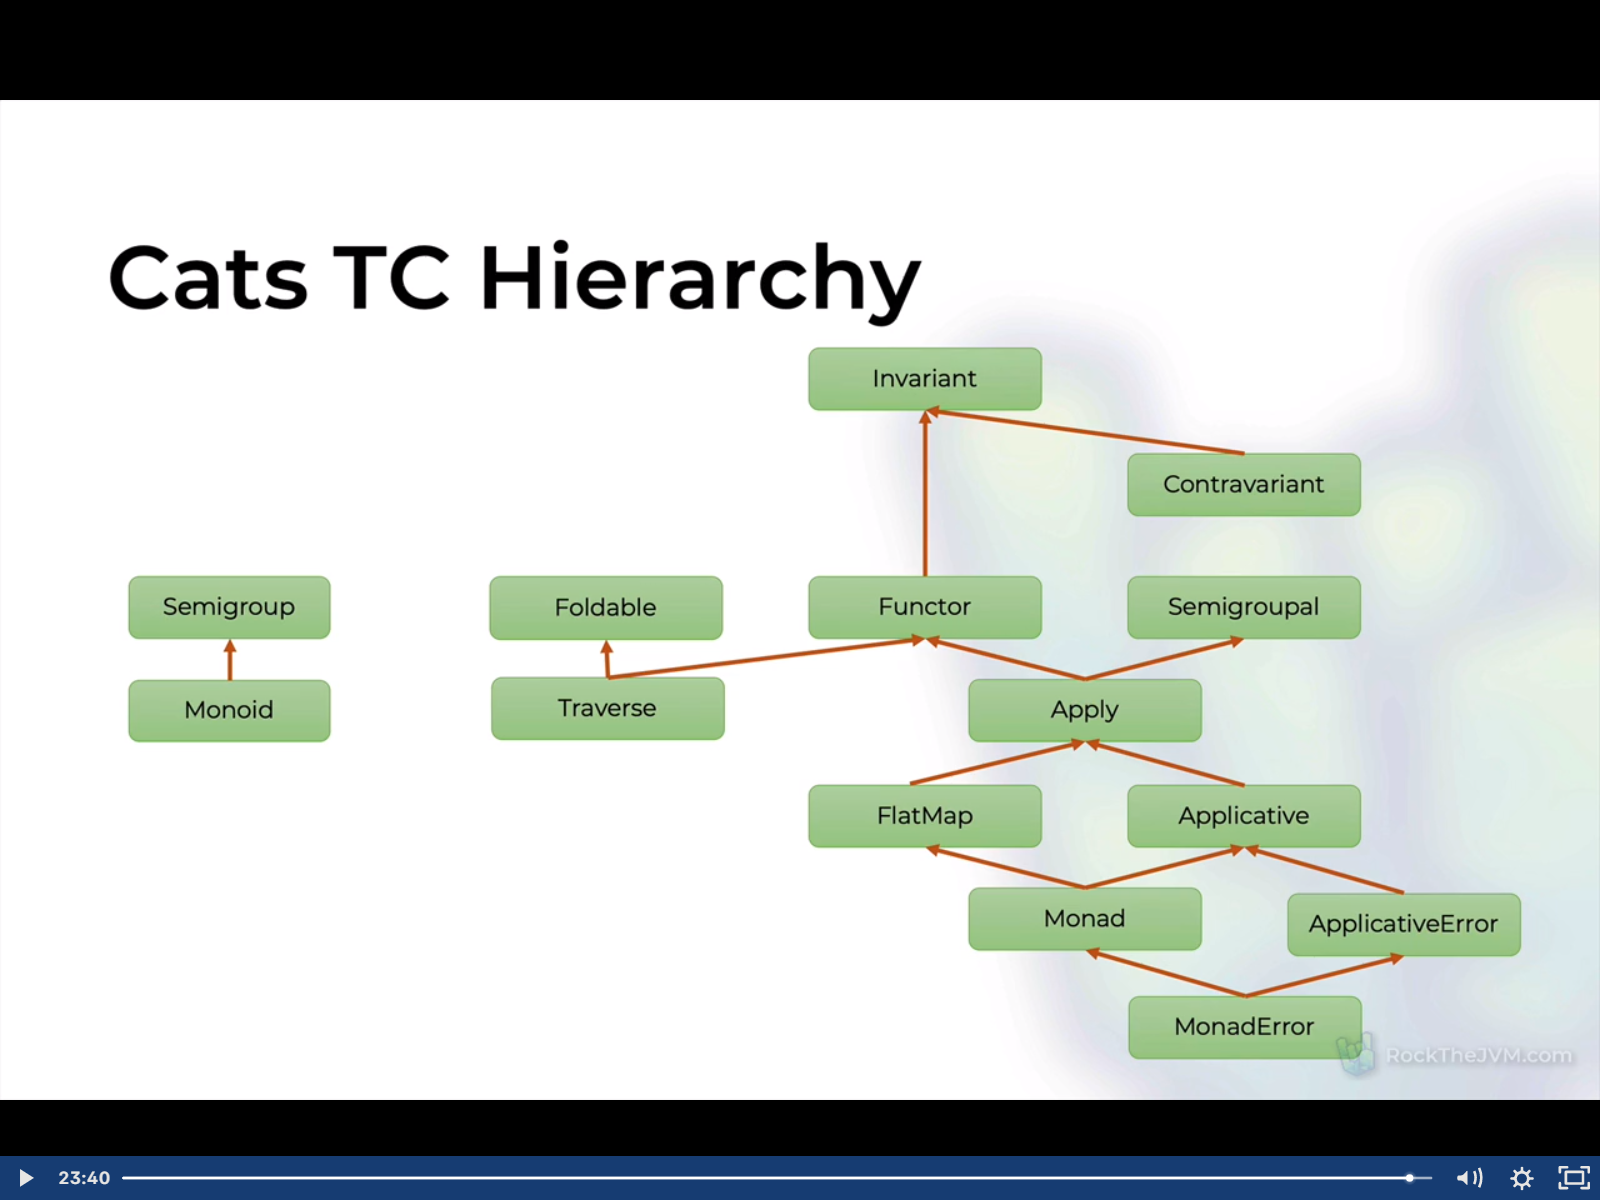 Cats TC Hierarchy
Invariant
Contravariant
Semigroup
Foldable
Functor
Semigroupal
Monoid
Traverse
Apply
FlatMap
Applicative
Monad
ApplicativeError
MonadError
RockTheJVM.com
23:40